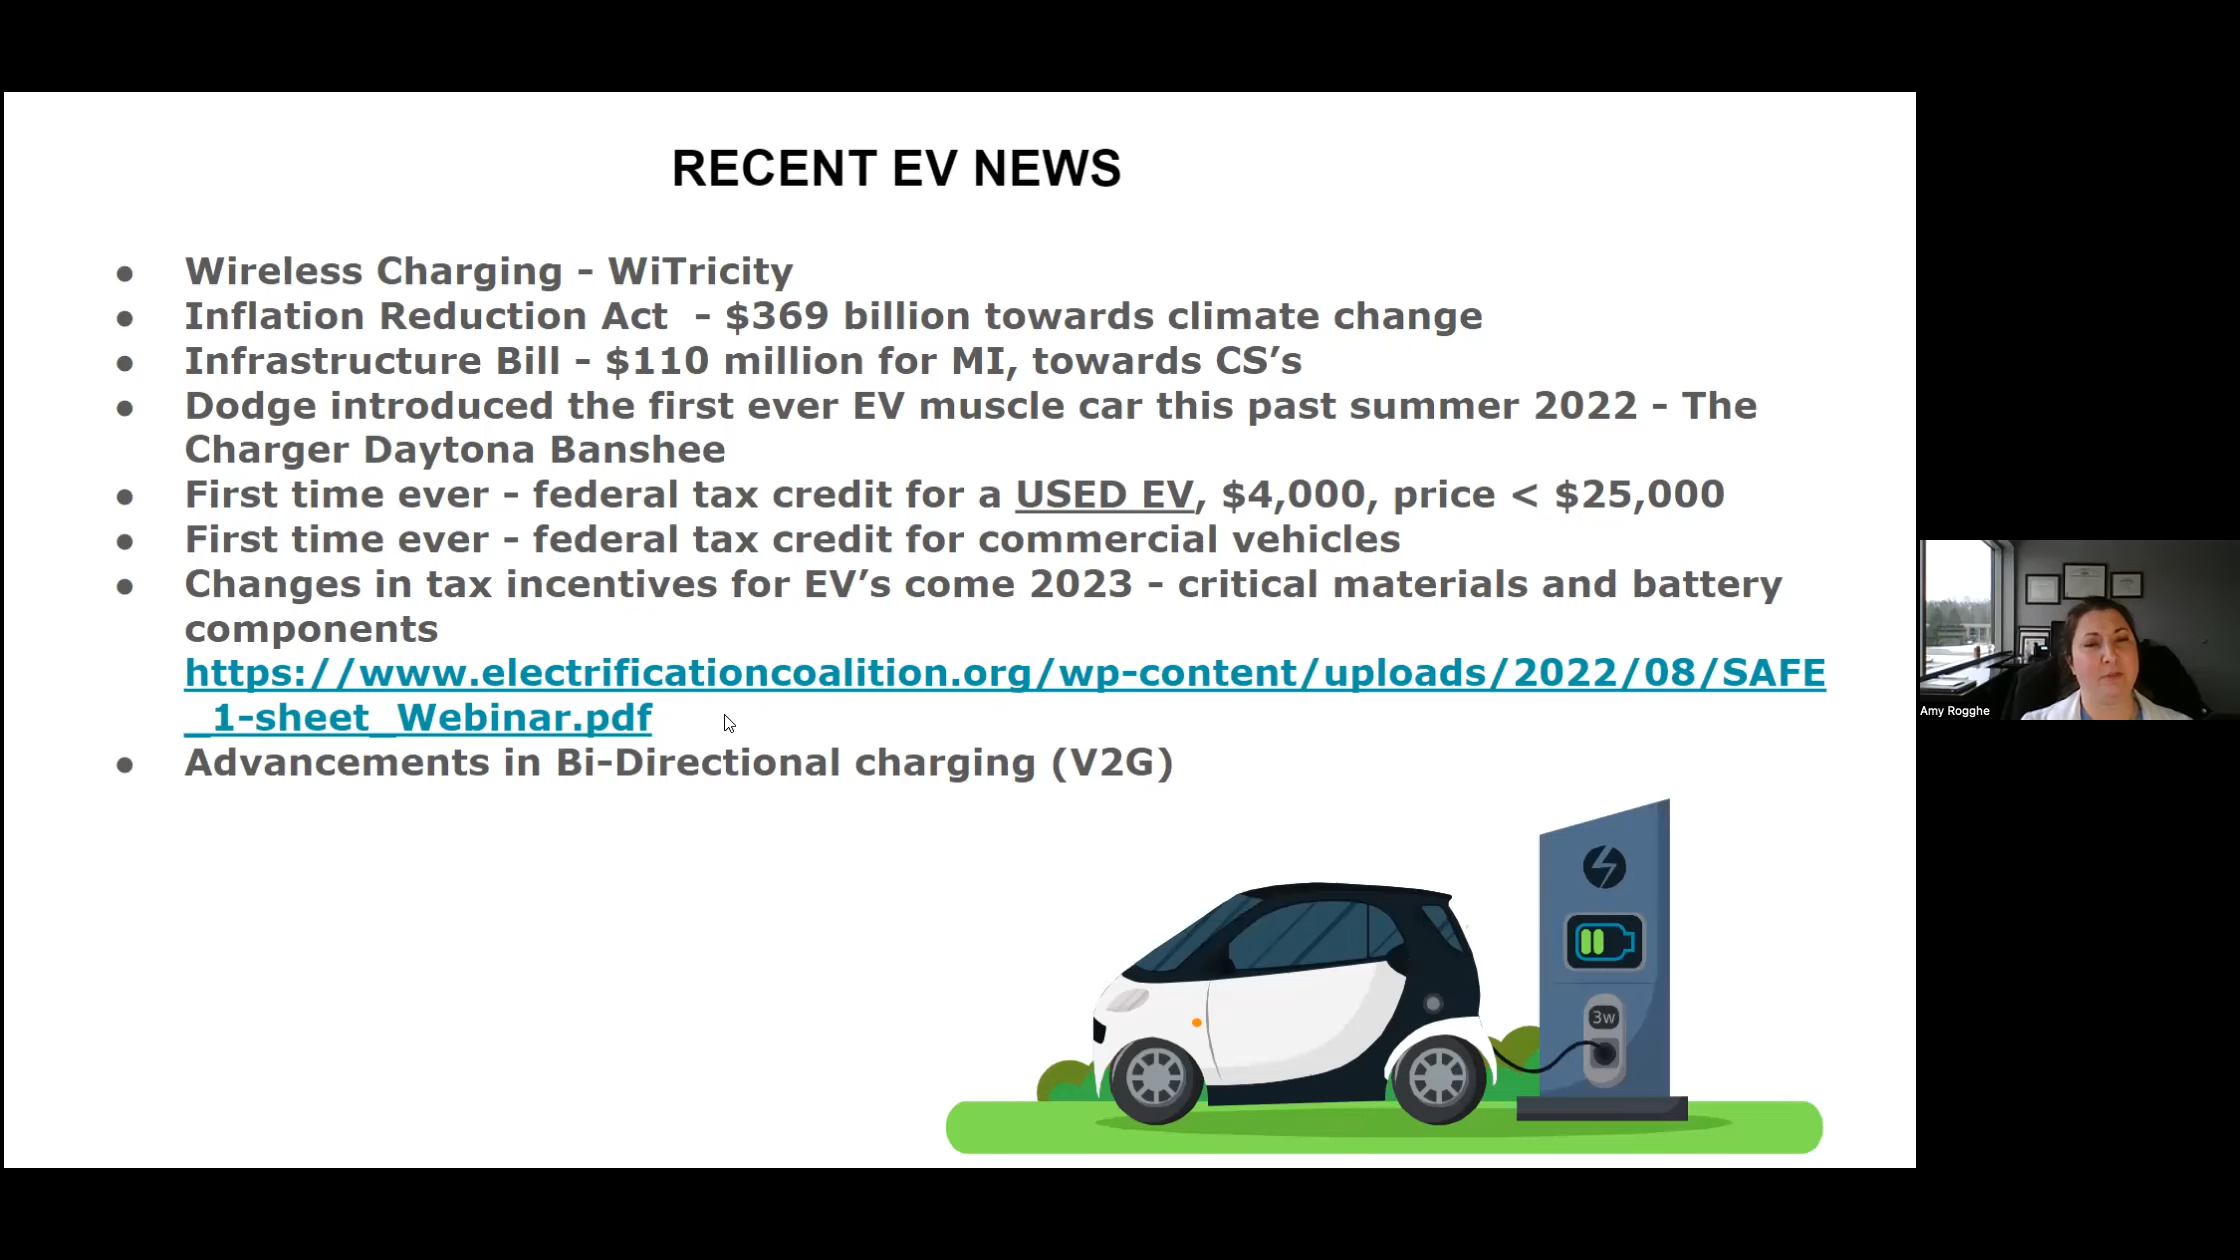 RECENT EV NEWS
● Wireless Charging - WiTricity
● Inflation Reduction Act  - $369 billion towards climate change
● Infrastructure Bill - $110 million for MI, towards CS’s
● Dodge introduced the first ever EV muscle car this past summer 2022 - The
Charger Daytona Banshee
● First time ever - federal tax credit for a USED EV, $4,000, price < $25,000
● First time ever - federal tax credit for commercial vehicles
● Changes in tax incentives for EV’s come 2023 - critical materials and battery
components
https://www.electrificationcoalition.org/wp-content/uploads/2022/08/SAFE
_1-sheet_Webinar.pdf
● Advancements in Bi-Directional charging (V2G)
3w
Amy Rogghe